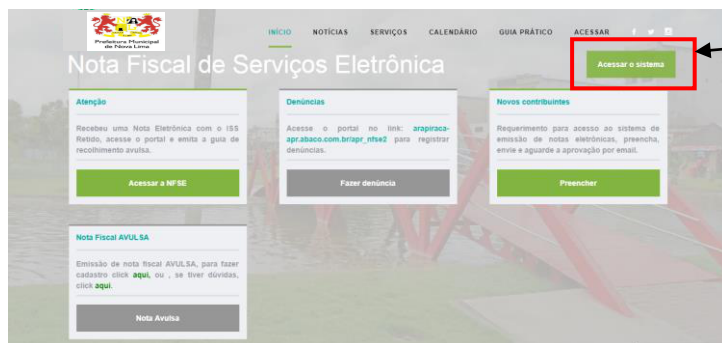 Prefeitura Municipal
de Nova Lima
INÍCIO NOTÍCIAS SERVIÇOS CALENDÁRIO GUIA PRÁTICO ACESSAR
Nota Fiscal de Serviços Eletrônica
Acessar o sistema
Atenção
Recebeu uma Nota Eletrônica com o ISS
Retido, acesse o portal e emita a guia de
recolhimento avulsa.
Acessar a NFSE
Denúncias
Acesse o portal no link: arapiraca-
apr.abaco.com.br/apr_nfse2 para registrar
denúncias.
Fazer denúncia
Novos contribuintes
Requerimento para acesso ao sistema de
emissão de notas eletrônicas, preencha,
envie e aguarde a aprovação por email.
Preencher
Nota Fiscal AVULSA
Emissão de nota fiscal AVULSA, para fazer
cadastro click aqui, ou , se tiver dúvidas,
click aqui.
Nota Avulsa